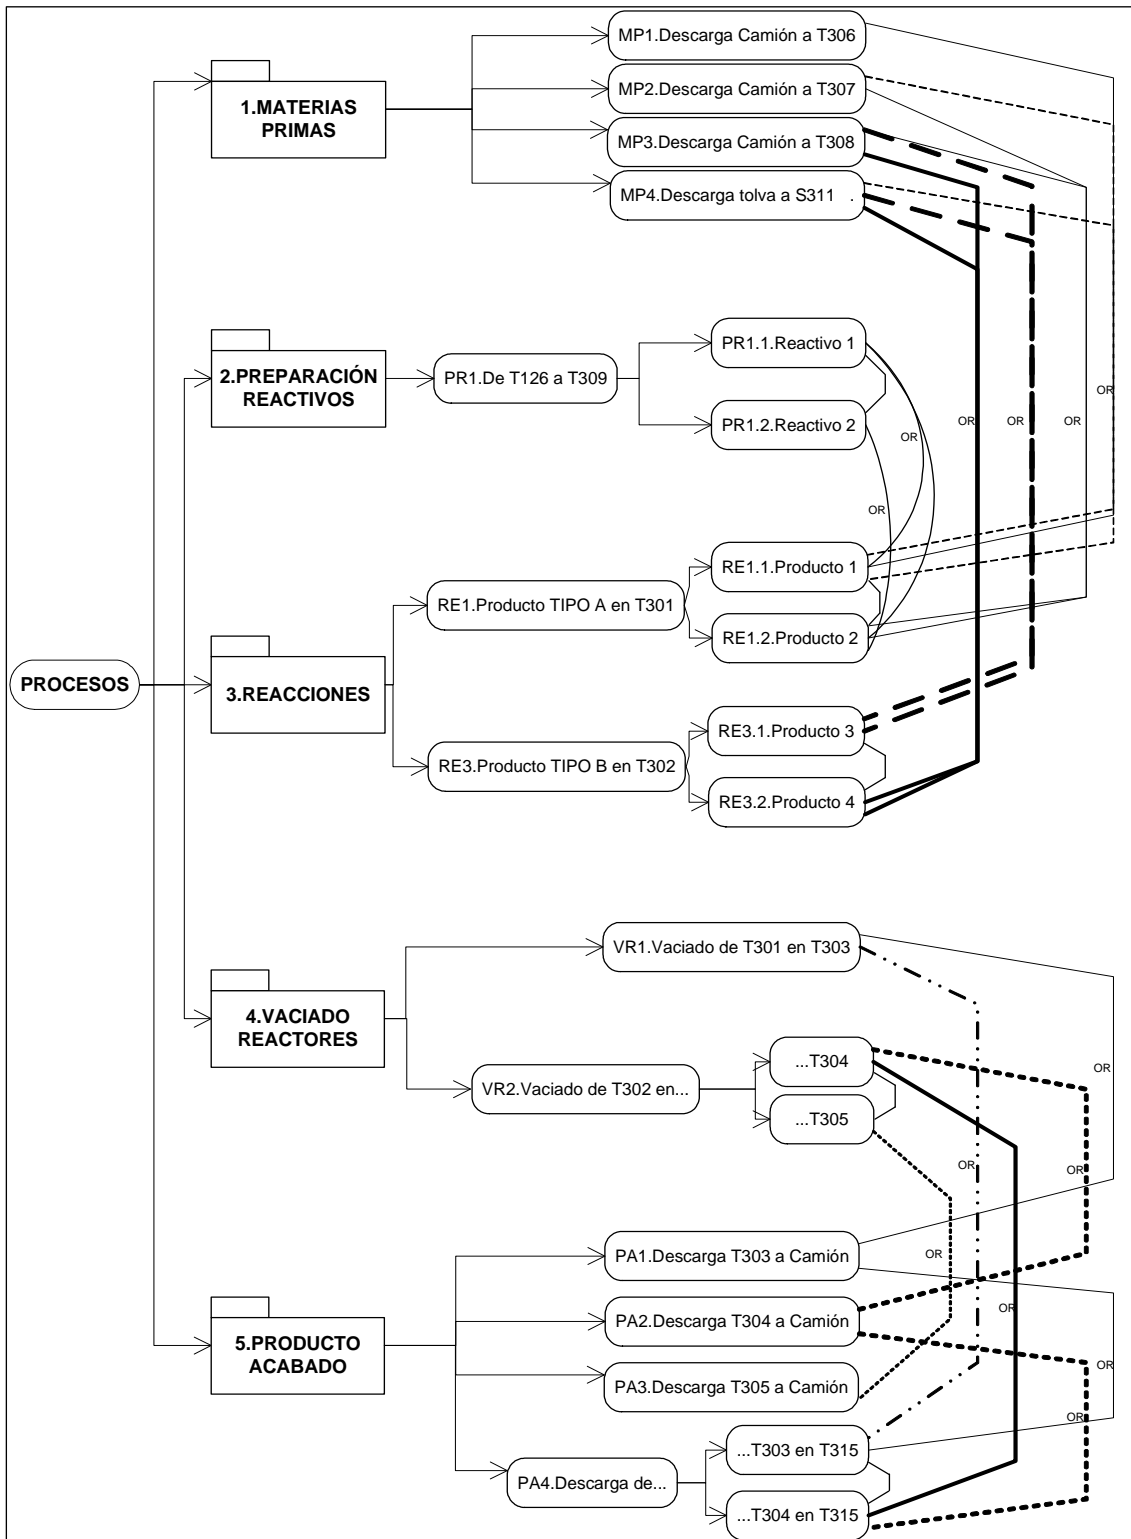 MP1.Descarga Camión a T306
MP2.Descarga Camión a T307
1.MATERIAS
PRIMAS
MP3.Descarga Camión a T308
MP4.Descarga tolva a S311 .
PR1.1.Reactivo 1
2.PREPARACIÓN
REACTIVOS
PR1.De T126 a T309
PR1.2.Reactivo 2
OR
OR
OR
OR
OR
OR
OR
RE1.1.Producto 1
RE1.Producto TIPO A en T301
RE1.2.Producto 2
PROCESOS
3.REACCIONES
RE3.1.Producto 3
RE3.Producto TIPO B en T302
RE3.2.Producto 4
VR1.Vaciado de T301 en T303
4.VACIADO
REACTORES
...T304
VR2.Vaciado de T302 en...
...T305
OR
OR
OR
PA1.Descarga T303 a Camión
OR
PA2.Descarga T304 a Camión
OR
5.PRODUCTO
ACABADO
OR
PA3.Descarga T305 a Camión
OR
...T303 en T315
PA4.Descarga de...
...T304 en T315